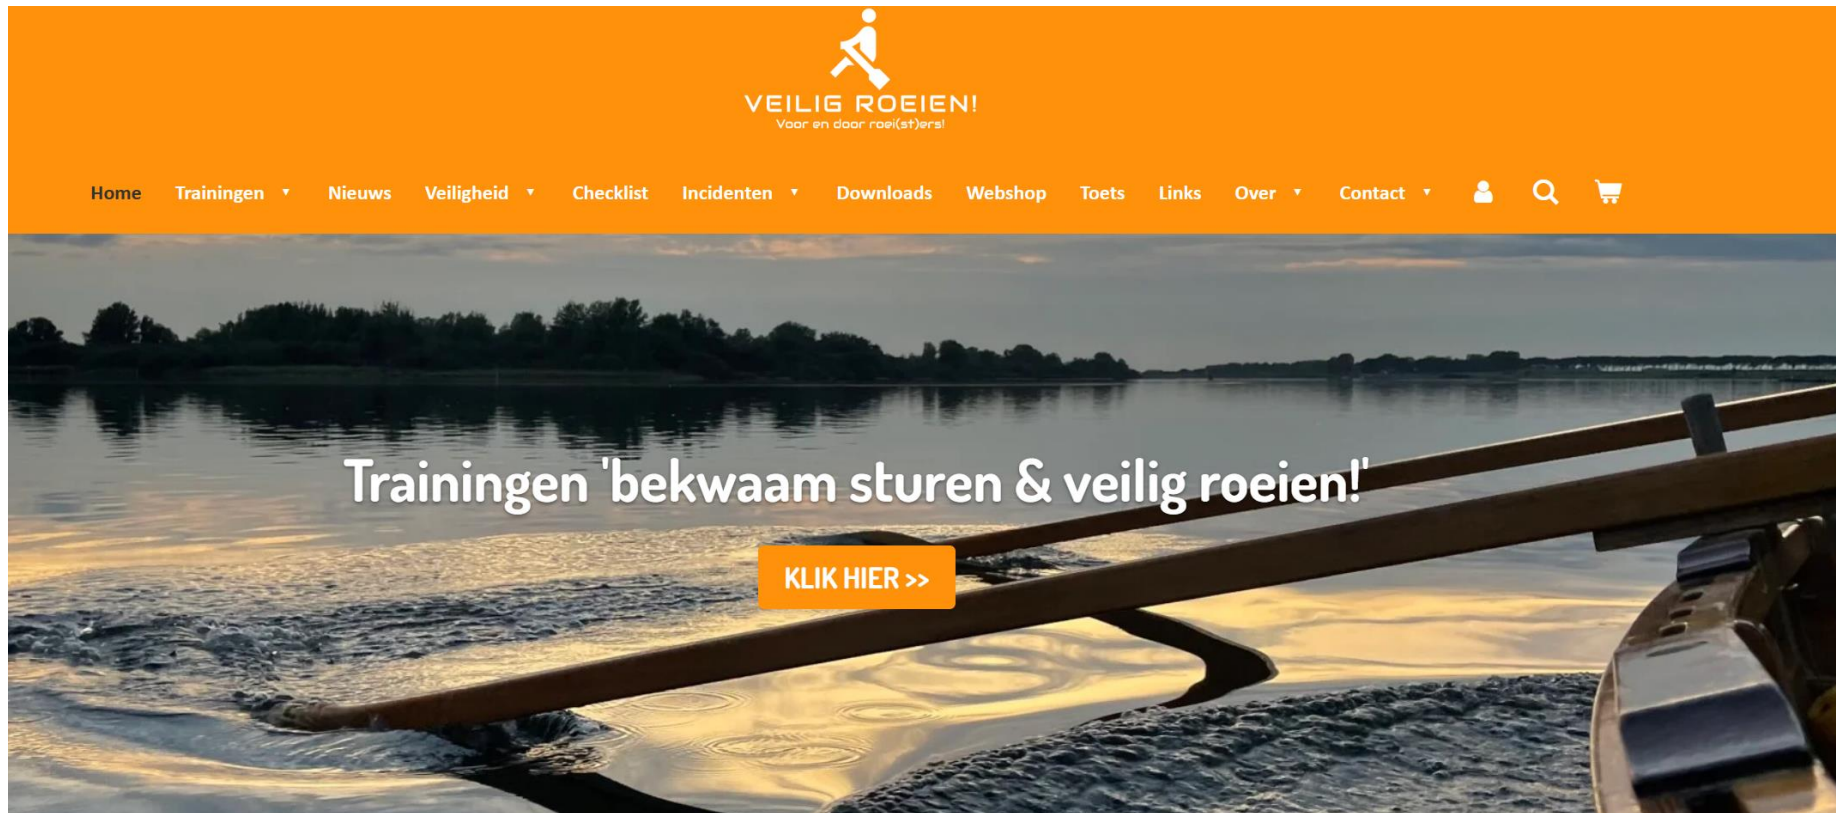 VEILIG ROEIEN!
Voor en door roei(st)ers!
Home Trainingen Nieuws Veiligheid Checklist Incidenten Downloads Webshop Toets Links Over Contact
Trainingen 'bekwaam sturen & veilig roeien!'
KLIK HIER >>